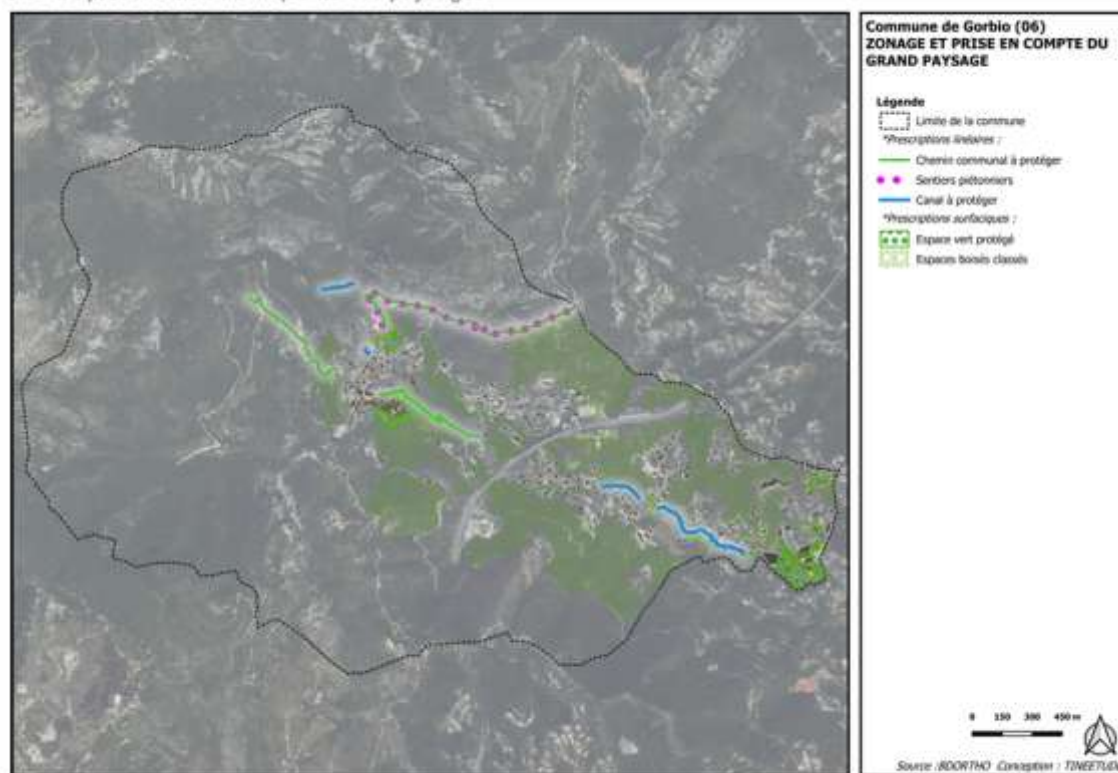 Commune de Gorbio (06)
ZONAGE ET PRISE EN COMPTE DU
GRAND PAYSAGE
Légende
Limite de la commune
*Prescriptions linéaires :
Chemin communal à protéger
Sentiers piétonniers
Canal à protéger
*Prescriptions surfaciques :
Espace vert protégé
Espaces boisés classés
0 150 300 450 m
Source :BDORTHO Conception : TINEETUDE